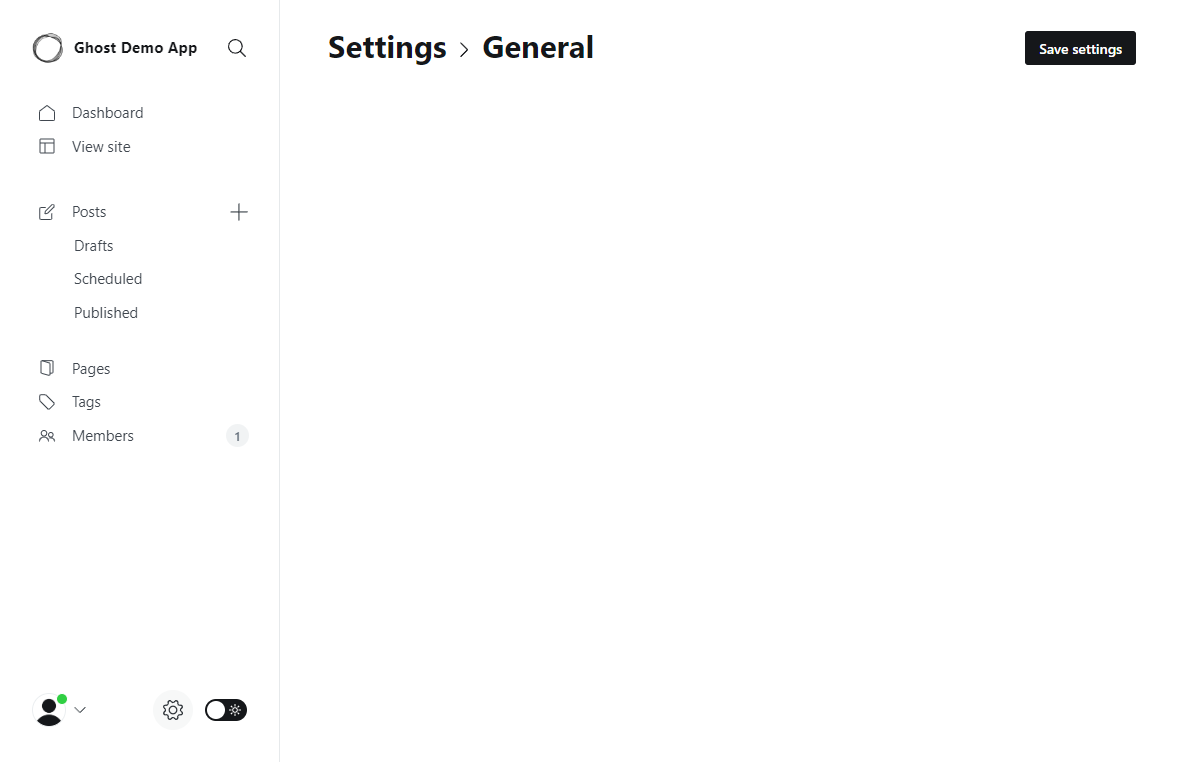 Ghost Demo App
Settings > General
Save settings
Dashboard
View site
Posts
Drafts
Scheduled
Published
Pages
Tags
Members 1